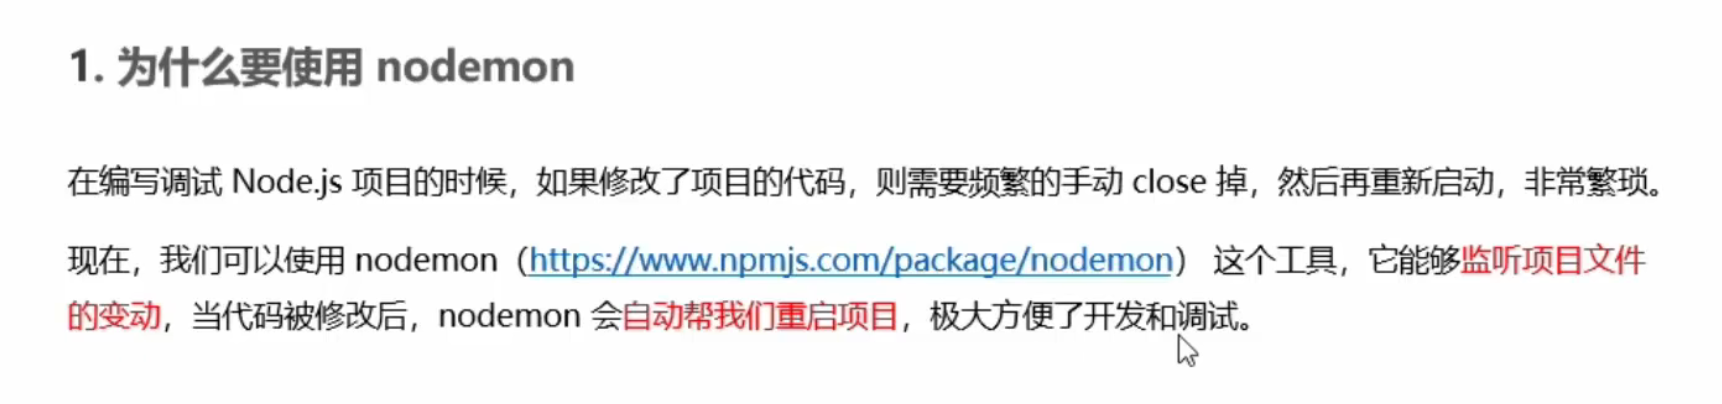 1. 为什么要使用 nodemon
在编写调试 Node.js 项目的时候，如果修改了项目的代码，则需要频繁的手动 close 掉，然后再重新启动，非常繁琐。
现在，我们可以使用 nodemon（https://www.npmjs.com/package/nodemon） 这个工具，它能够监听项目文件
的变动，当代码被修改后，nodemon 会自动帮我们重启项目，极大方便了开发和调试。